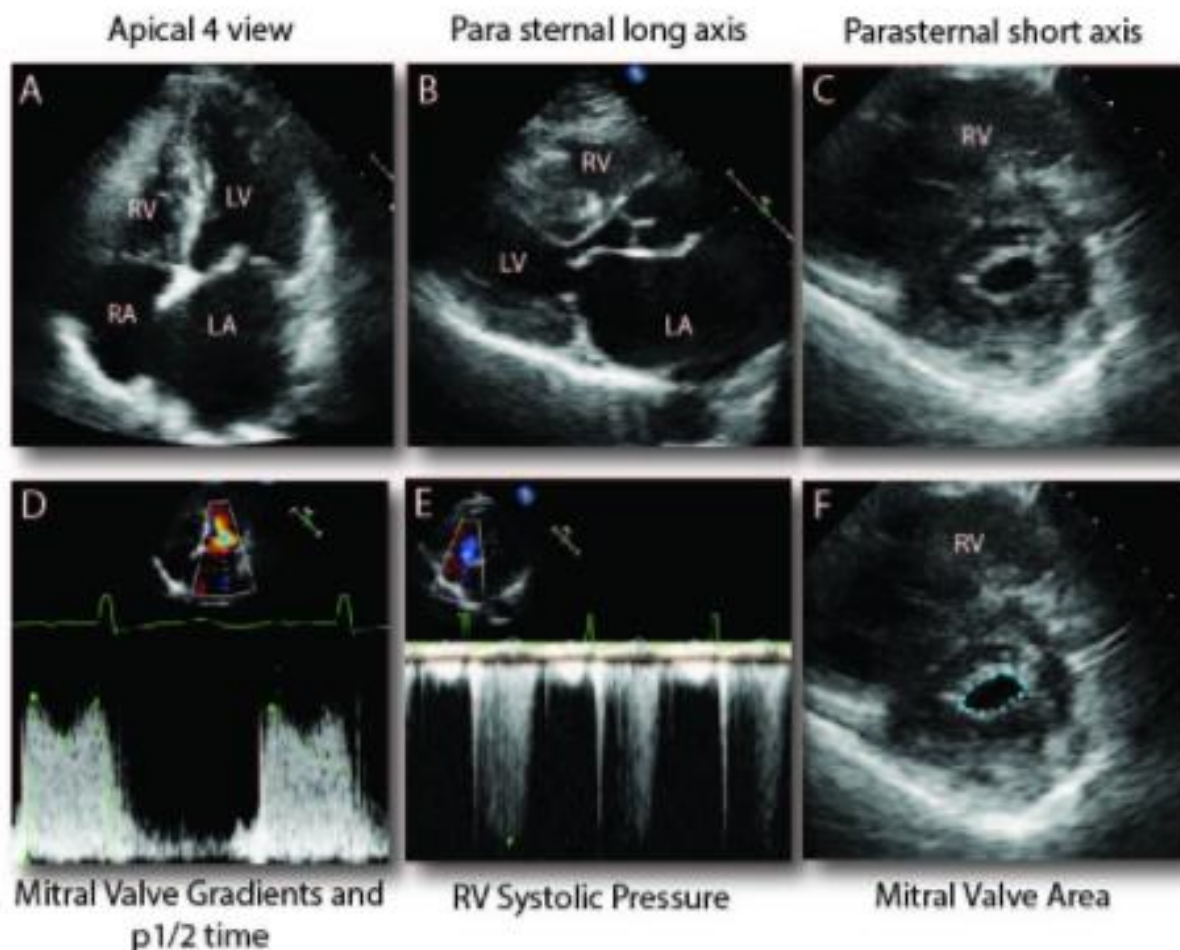 Apical 4 view
Para sternal long axis
Parasternal short axis
A
RV
LV
RA
LA
B
RV
LV
LA
C
RV
D
E
F
RV
Mitral Valve Gradients and
p1/2 time
RV Systolic Pressure
Mitral Valve Area